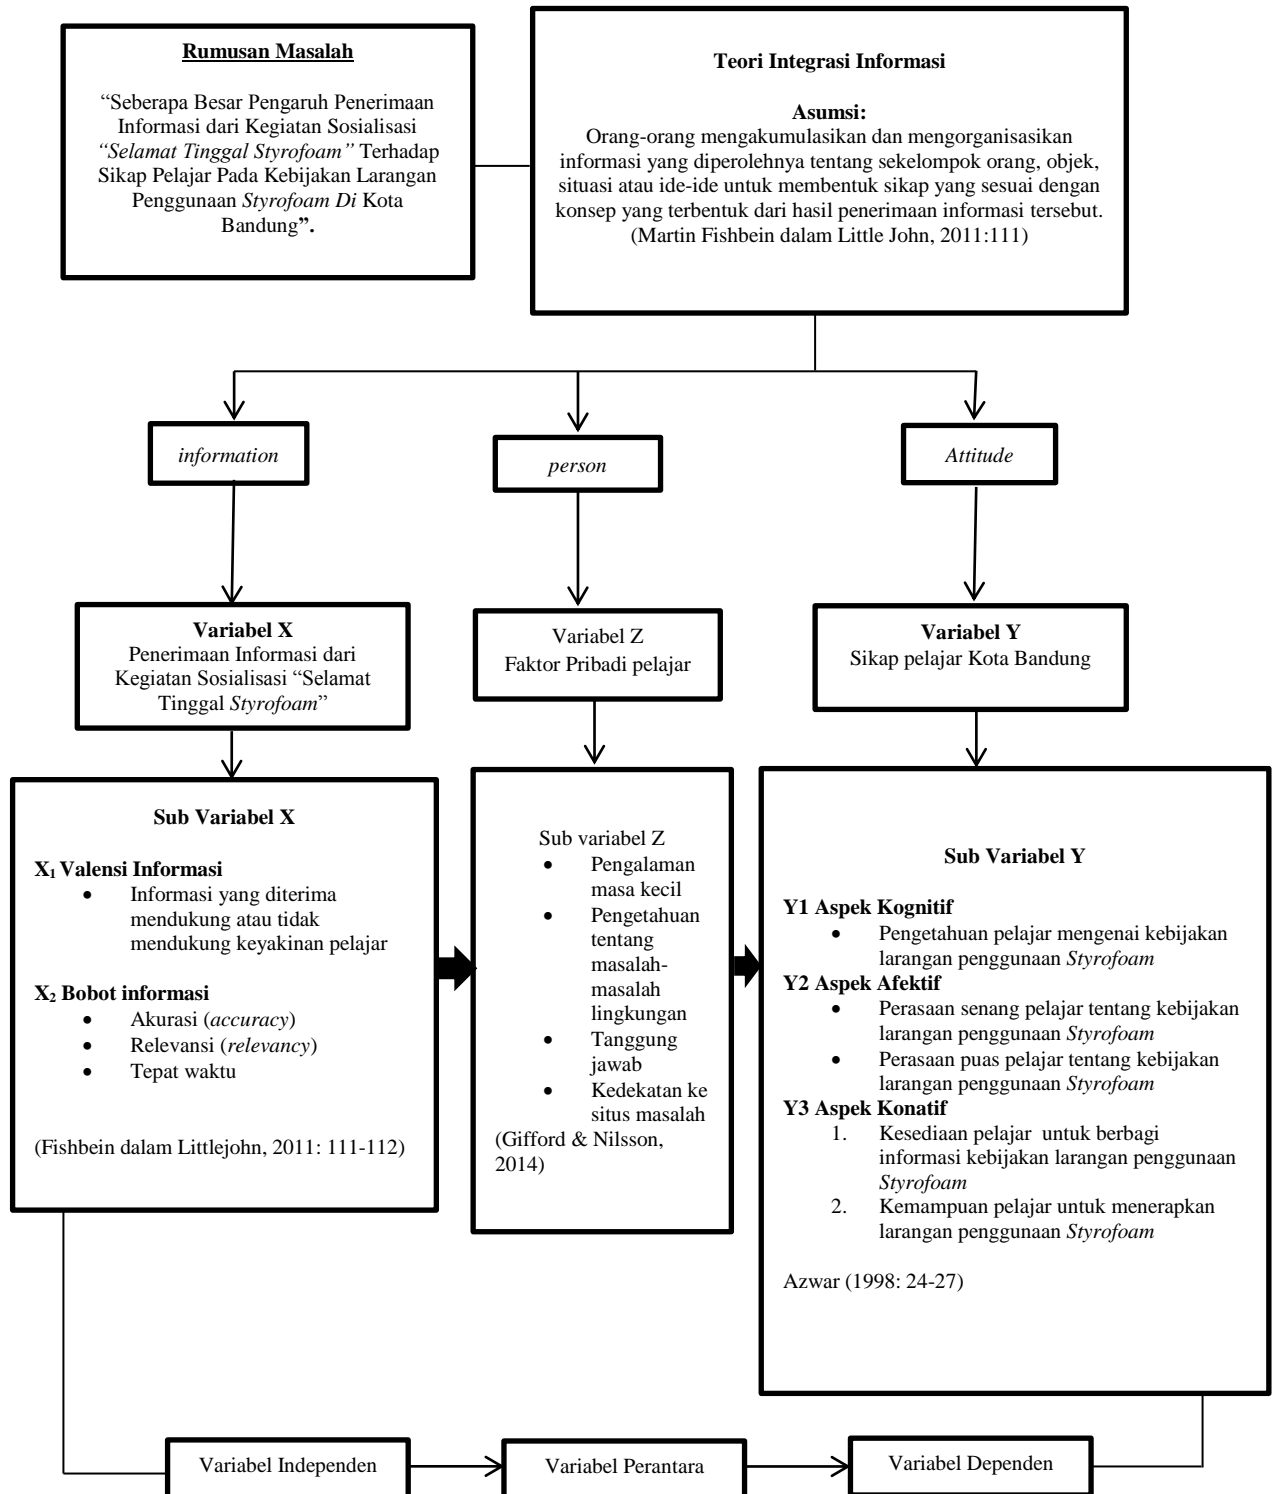 Rumusan Masalah
“Seberapa Besar Pengaruh Penerimaan
Informasi dari Kegiatan Sosialisasi
“Selamat Tinggal Styrofoam” Terhadap
Sikap Pelajar Pada Kebijakan Larangan
Penggunaan Styrofoam Di Kota
Bandung”.
Teori Integrasi Informasi
Asumsi:
Orang-orang mengakumulasikan dan mengorganisasikan
informasi yang diperolehnya tentang sekelompok orang, objek,
situasi atau ide-ide untuk membentuk sikap yang sesuai dengan
konsep yang terbentuk dari hasil penerimaan informasi tersebut.
(Martin Fishbein dalam Little John, 2011:111)
information
person
Attitude
Variabel X
Penerimaan Informasi dari
Kegiatan Sosialisasi “Selamat
Tinggal Styrofoam”
Variabel Z
Faktor Pribadi pelajar
Variabel Y
Sikap pelajar Kota Bandung
Sub Variabel X
X₁ Valensi Informasi
• Informasi yang diterima
mendukung atau tidak
mendukung keyakinan pelajar
X₂ Bobot informasi
• Akurasi (accuracy)
• Relevansi (relevancy)
• Tepat waktu
(Fishbein dalam Littlejohn, 2011: 111-112)
Sub variabel Z
• Pengalaman
masa kecil
• Pengetahuan
tentang
masalah-
masalah
lingkungan
• Tanggung
jawab
• Kedekatan ke
situs masalah
(Gifford & Nilsson,
2014)
Sub Variabel Y
Y1 Aspek Kognitif
• Pengetahuan pelajar mengenai kebijakan
larangan penggunaan Styrofoam
Y2 Aspek Afektif
• Perasaan senang pelajar tentang kebijakan
larangan penggunaan Styrofoam
• Perasaan puas pelajar tentang kebijakan
larangan penggunaan Styrofoam
Y3 Aspek Konatif
1. Kesediaan pelajar untuk berbagi
informasi kebijakan larangan penggunaan
Styrofoam
2. Kemampuan pelajar untuk menerapkan
larangan penggunaan Styrofoam
Azwar (1998: 24-27)
Variabel Independen
Variabel Perantara
Variabel Dependen